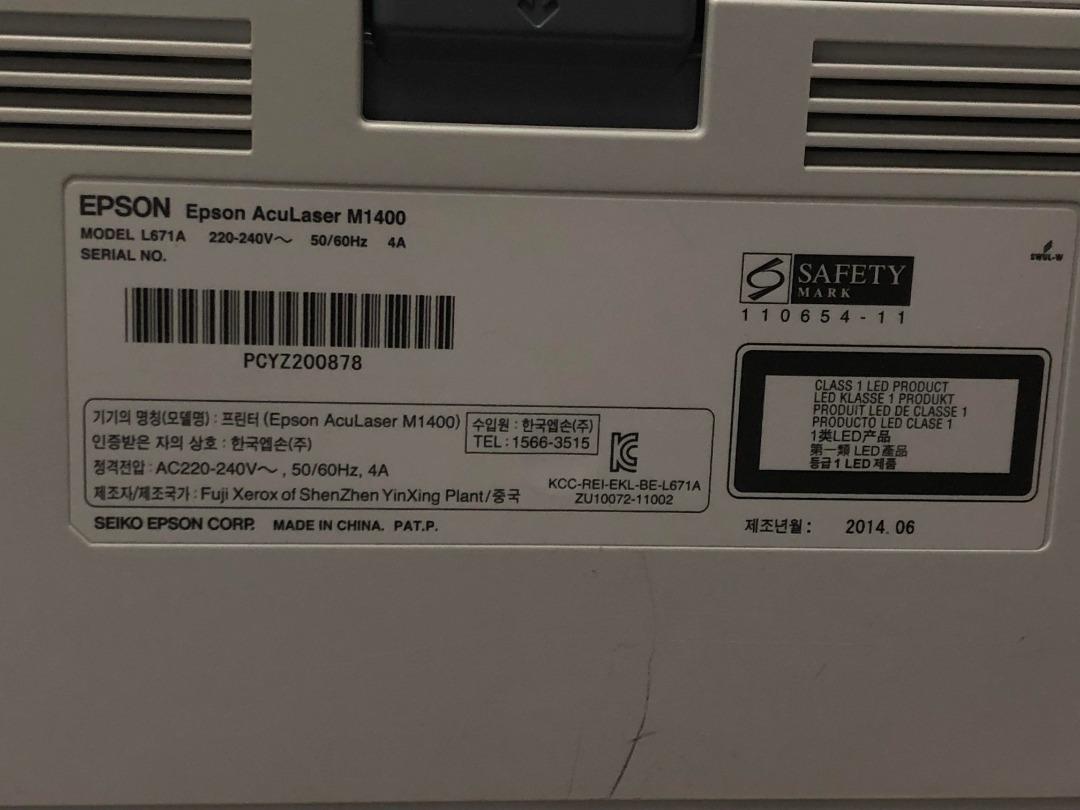 EPSON Epson AcuLaser M1400
MODEL L671A 220-240V～ 50/60Hz 4A
SERIAL NO.
PCYZ200878
SAFETY
MARK
110654-11
SWUL-W
CLASS 1 LED PRODUCT
LED KLASSE 1 PRODUKT
PRODUIT LED DE CLASSE 1
PRODUCTO LED CLASE 1
1类LED产品
第一類 LED 產品
등급 1 LED 제품
기기의 명칭(모델명) : 프린터 (Epson AcuLaser M1400)
인증받은 자의 상호 : 한국엡손(주)
정격전압 : AC220-240V～ , 50/60Hz, 4A
제조자/제조국가 : Fuji Xerox of ShenZhen YinXing Plant/중국
수입원 : 한국엡손(주)
TEL : 1566-3515
KCC-REI-EKL-BE-L671A
ZU10072-11002
SEIKO EPSON CORP. MADE IN CHINA. PAT.P.
제조년월 : 2014. 06